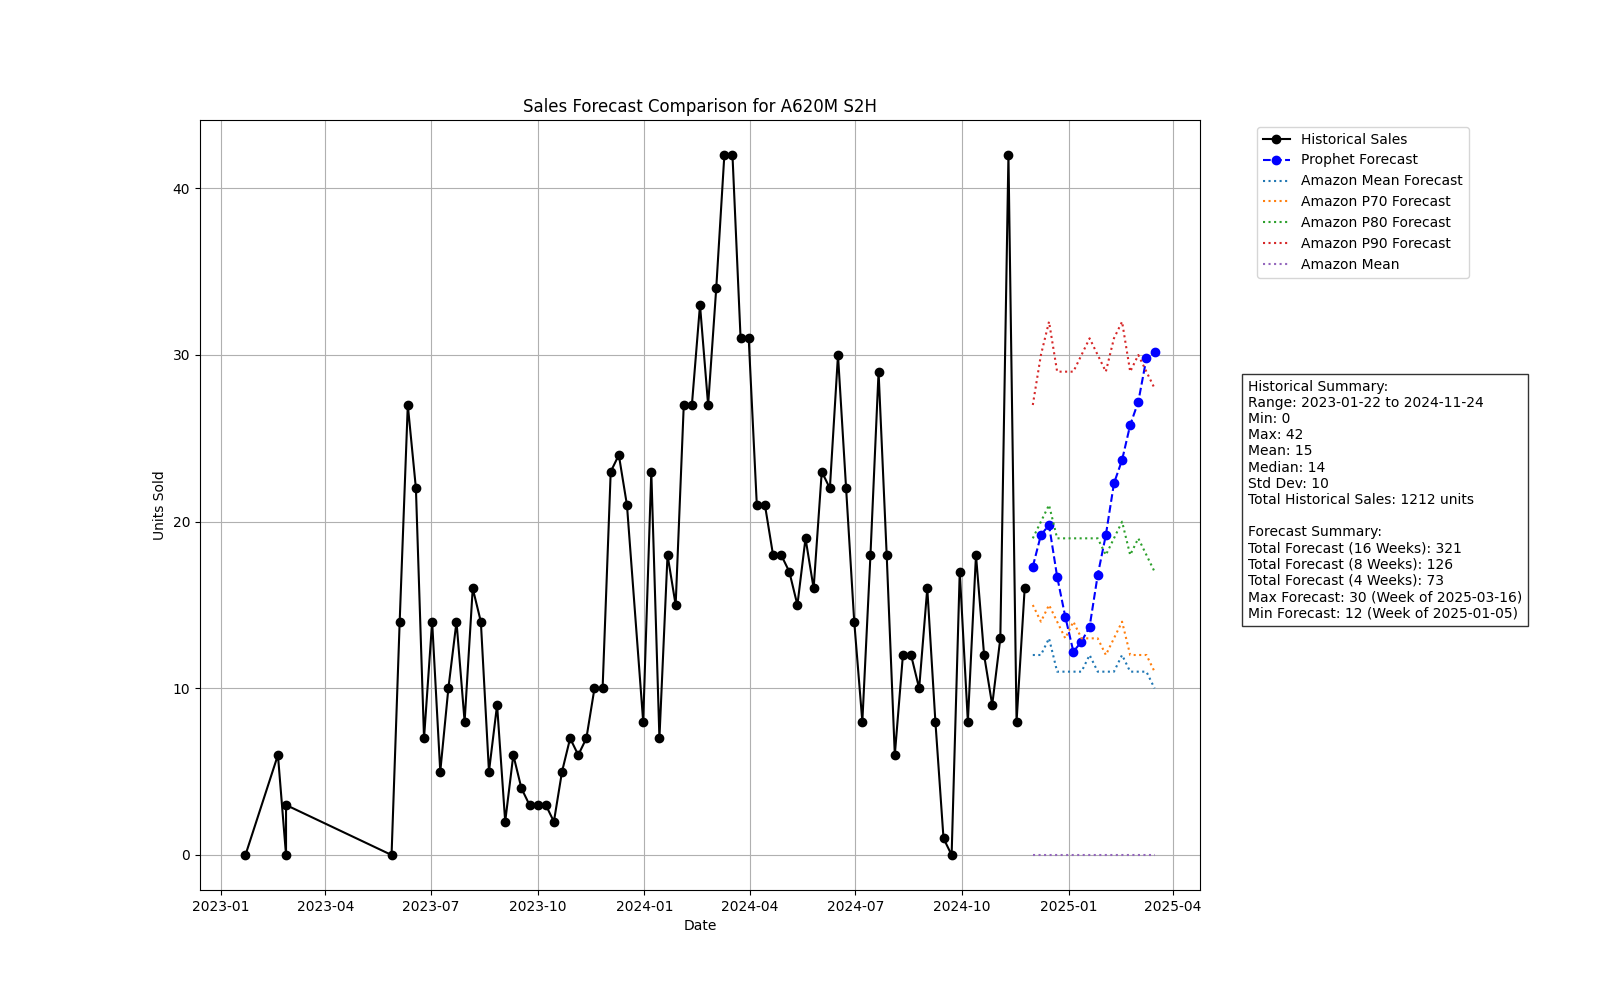 Sales Forecast Comparison for A620M S2H
Historical Sales
Prophet Forecast
Amazon Mean Forecast
Amazon P70 Forecast
Amazon P80 Forecast
Amazon P90 Forecast
Amazon Mean
Units Sold
40
30
20
10
0
2023-01
2023-04
2023-07
2023-10
2024-01
2024-04
2024-07
2024-10
2025-01
2025-04
Date
Historical Summary:
Range: 2023-01-22 to 2024-11-24
Min: 0
Max: 42
Mean: 15
Median: 14
Std Dev: 10
Total Historical Sales: 1212 units
Forecast Summary:
Total Forecast (16 Weeks): 321
Total Forecast (8 Weeks): 126
Total Forecast (4 Weeks): 73
Max Forecast: 30 (Week of 2025-03-16)
Min Forecast: 12 (Week of 2025-01-05)